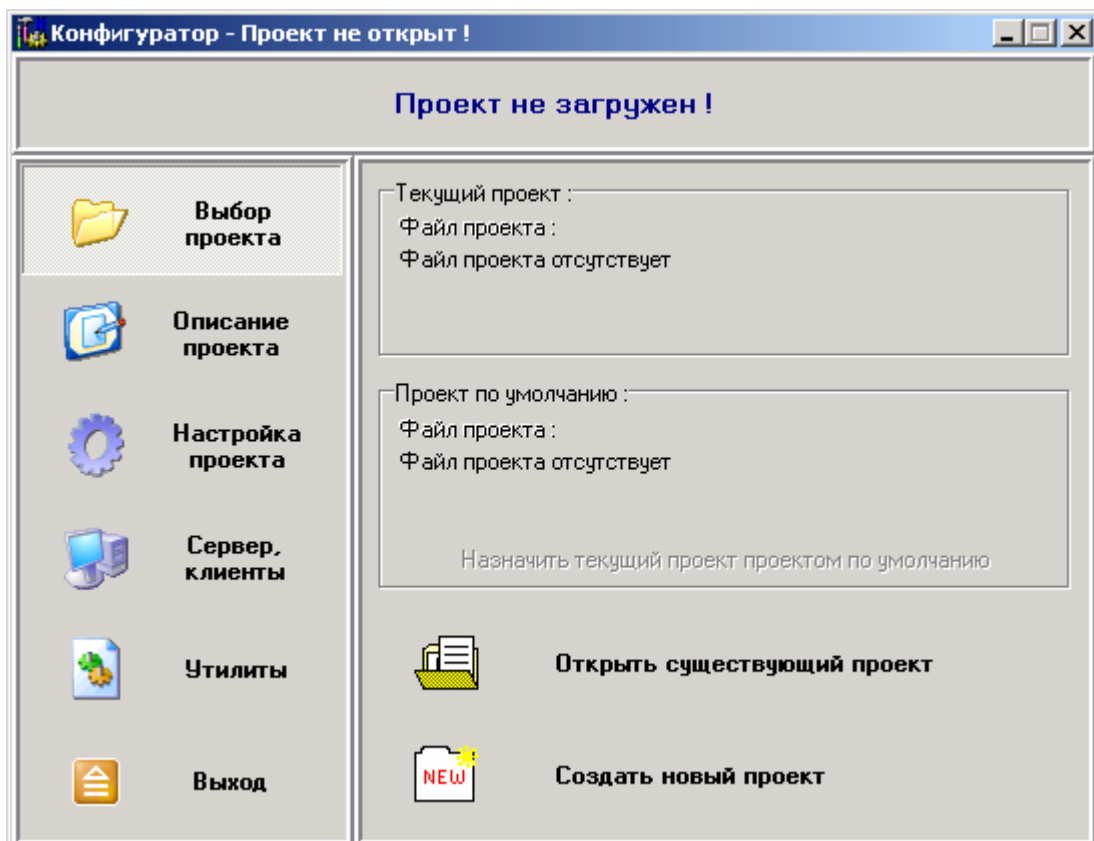 Конфигуратор - Проект не открыт !
Проект не загружен !
Выбор
проекта
Описание
проекта
Настройка
проекта
Сервер,
клиенты
Утилиты
Выход
Текущий проект :
Файл проекта :
Файл проекта отсутствует
Проект по умолчанию :
Файл проекта :
Файл проекта отсутствует
Назначить текущий проект проектом по умолчанию
Открыть существующий проект
NEW
Создать новый проект